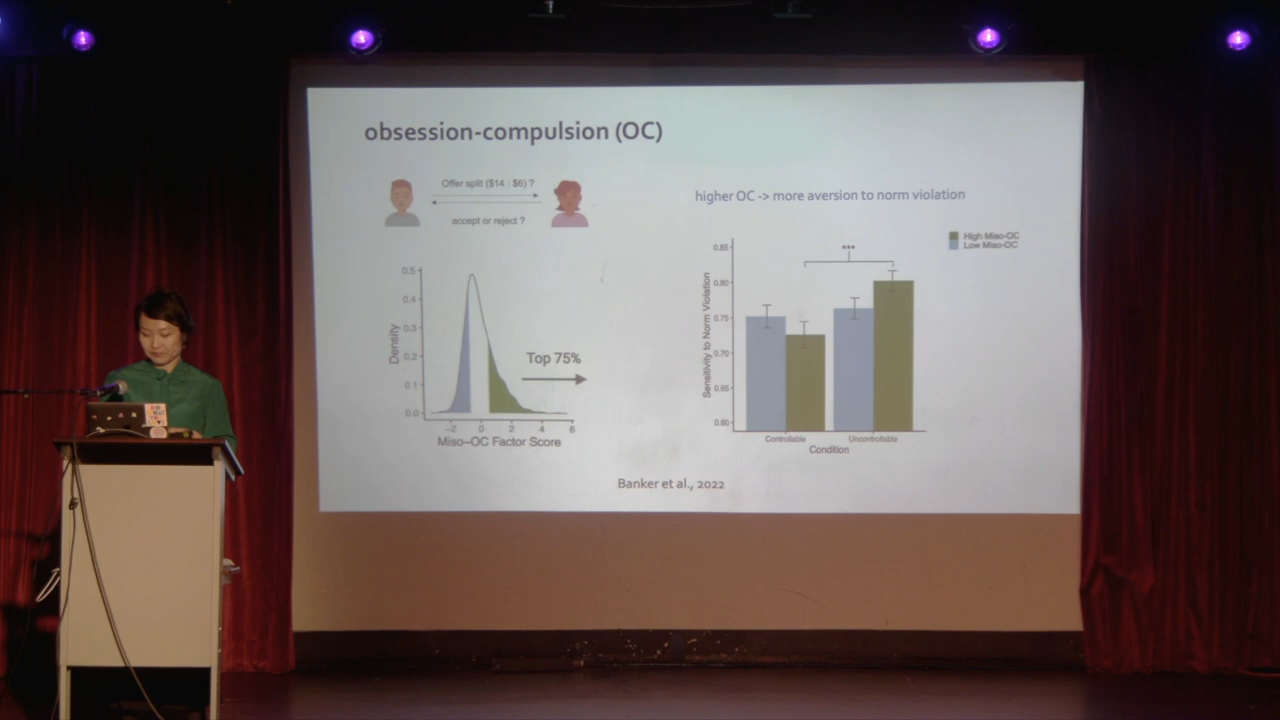 obsession-compulsion (OC)
Offer split ($14 : $6) ?
accept or reject ?
higher OC -> more aversion to norm violation
Density
0.5
0.4
0.3
0.2
0.1
0.0
Top 75%
−2
0
2
4
6
Miso–OC Factor Score
High Miso-OC
Low Miso-OC
Sensitivity to Norm Violation
0.85
0.80
0.75
0.70
0.65
0.60
***
Controllable
Uncontrollable
Condition
Banker et al., 2022